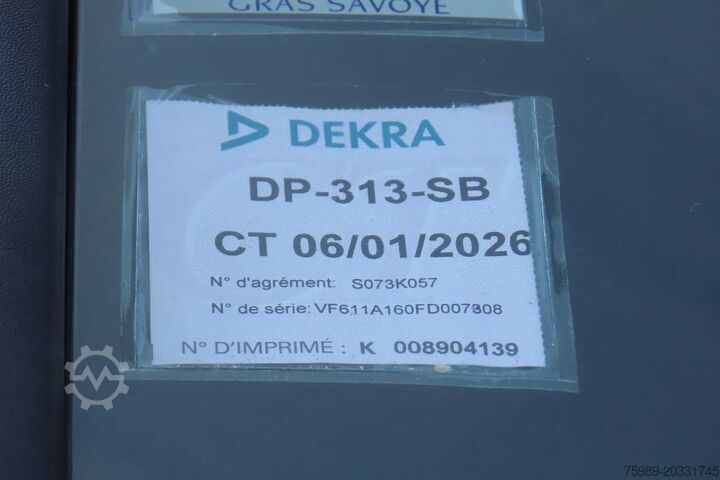 GRAS SAVOYE
DEKRA
DP-313-SB
CT 06/01/2026
N° d'agrément: S073K057
N° de série: VF611A160FD007308
N° D'IMPRIMÉ : K 008904139
75989-20331745